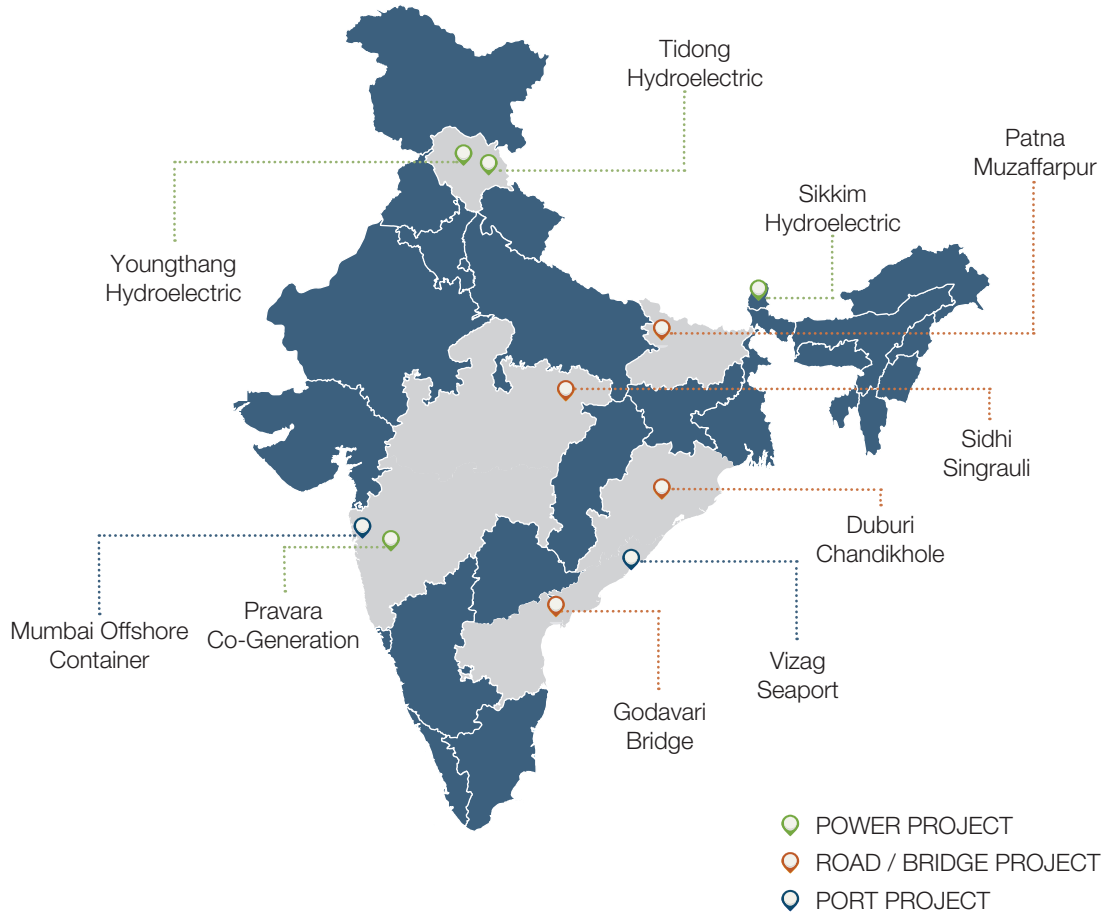 Tidong
Hydroelectric
Patna
Muzaffarpur
Sikkim
Hydroelectric
Youngthang
Hydroelectric
Sidhi
Singrauli
Duburi
Chandikhole
Mumbai Offshore
Container
Pravara
Co-Generation
Vizag
Seaport
Godavari
Bridge
POWER PROJECT
ROAD / BRIDGE PROJECT
PORT PROJECT